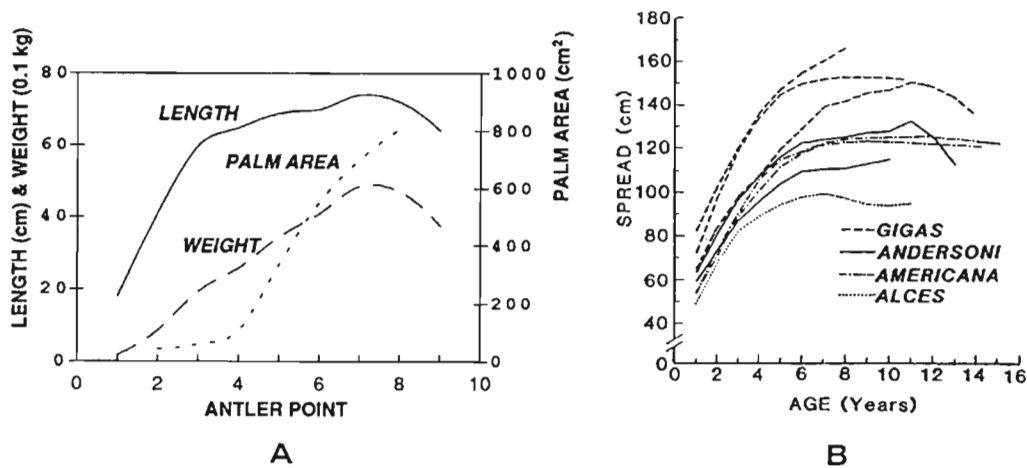 LENGTH (cm) & WEIGHT (0.1 kg)
80
60
40
20
0
LENGTH
PALM AREA
WEIGHT
1000
800
600
400
200
0
PALM AREA (cm²)
0 2 4 6 8 10
ANTLER POINT
A
SPREAD (cm)
180
160
140
120
100
80
60
40
0
GIGAS
ANDERSONI
AMERICANA
ALCES
0 2 4 6 8 10 12 14 16
AGE (Years)
B